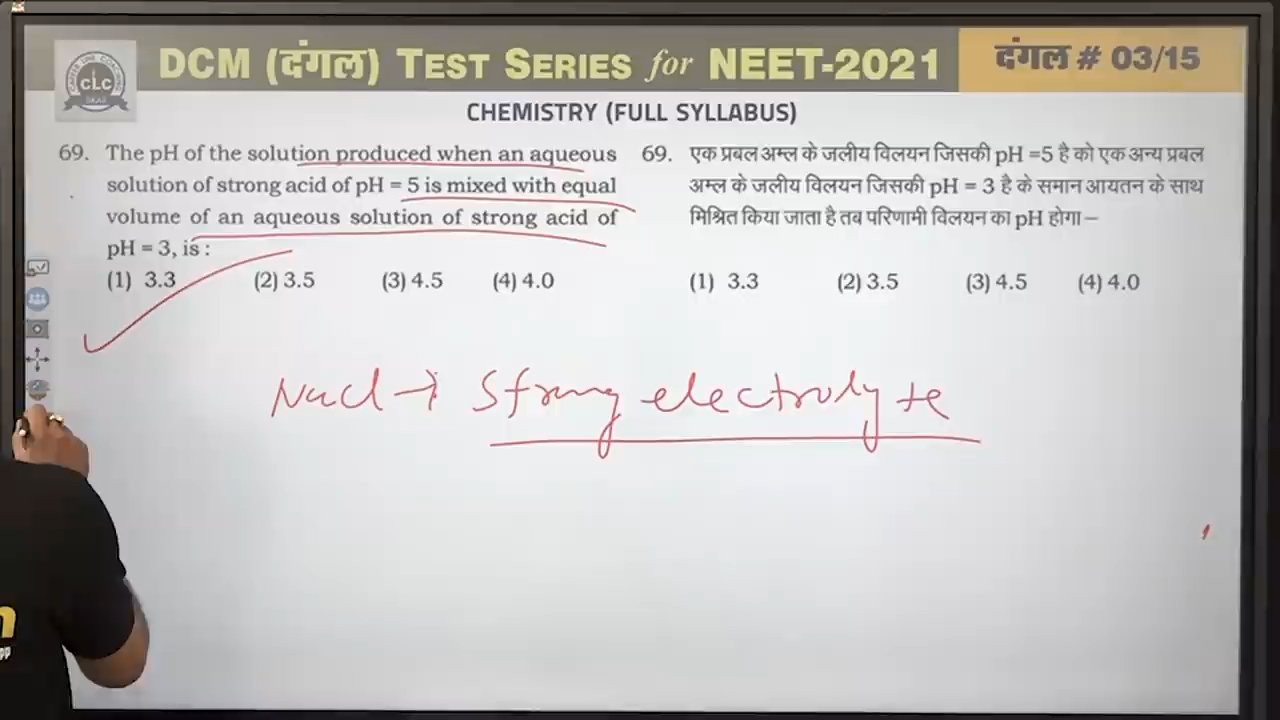 DCM (दंगल) TEST SERIES for NEET-2021
दंगल # 03/15
CLC
CHEMISTRY (FULL SYLLABUS)
69. The pH of the solution produced when an aqueous
solution of strong acid of pH = 5 is mixed with equal
volume of an aqueous solution of strong acid of
pH = 3, is :
(1) 3.3 (2) 3.5 (3) 4.5 (4) 4.0
69. एक प्रबल अम्ल के जलीय विलयन जिसकी pH =5 है को एक अन्य प्रबल
अम्ल के जलीय विलयन जिसकी pH = 3 है के समान आयतन के साथ
मिश्रित किया जाता है तब परिणामी विलयन का pH होगा –
(1) 3.3 (2) 3.5 (3) 4.5 (4) 4.0
Nacl → Strong electrolyte